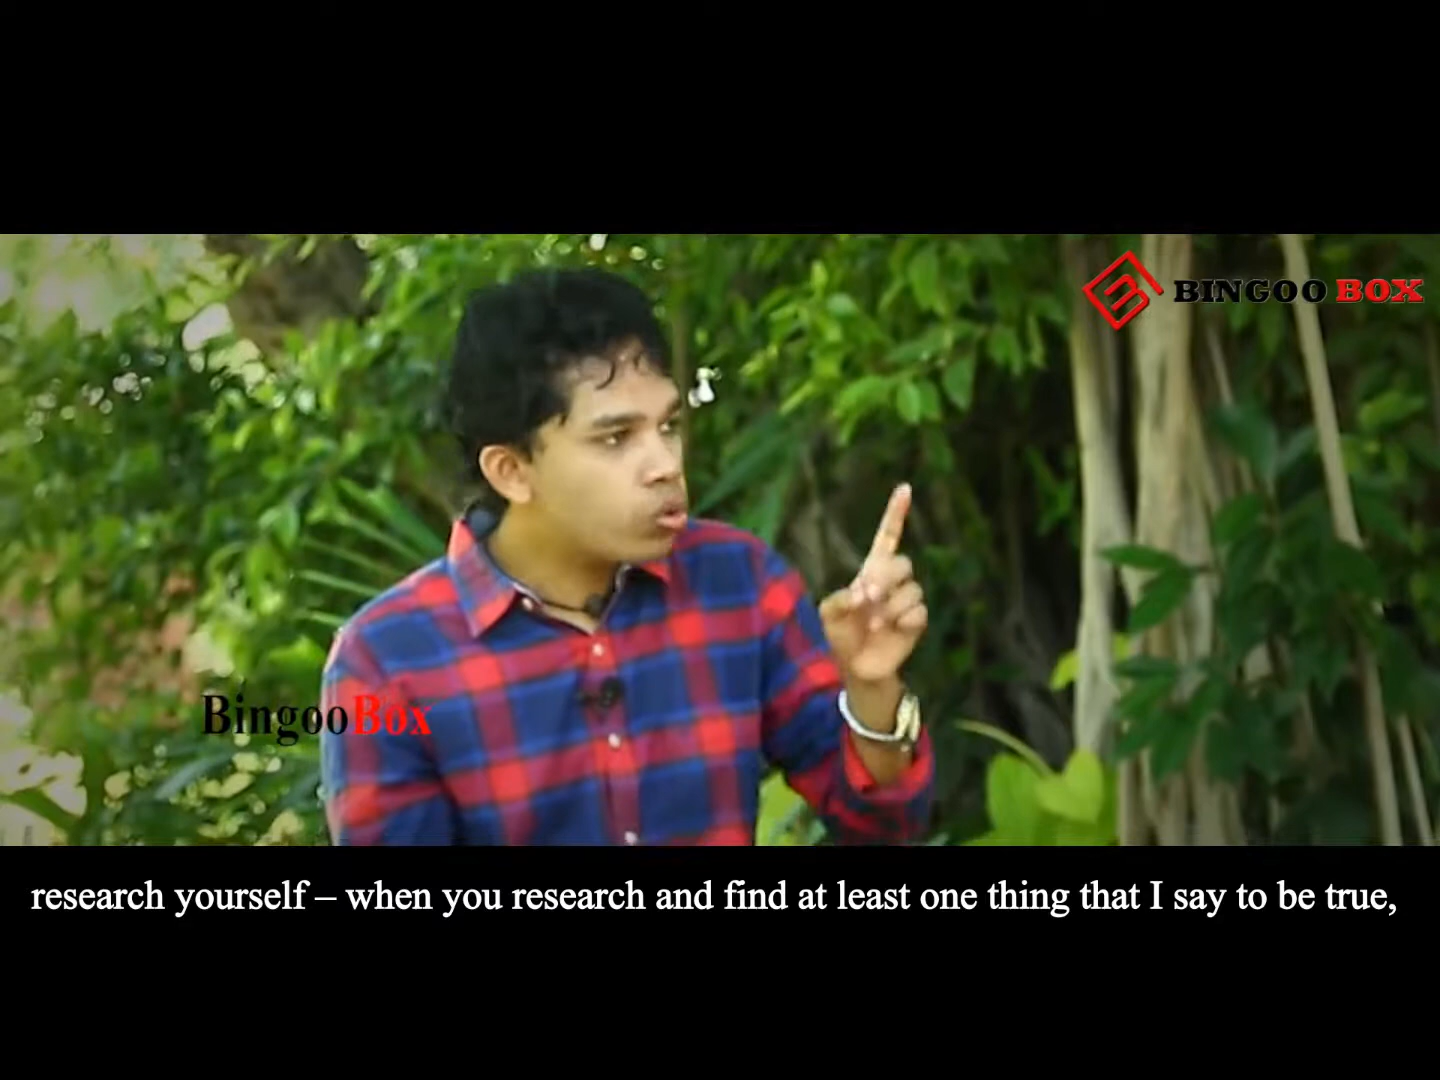 BINGOO BOX
BingooBox
research yourself – when you research and find at least one thing that I say to be true,